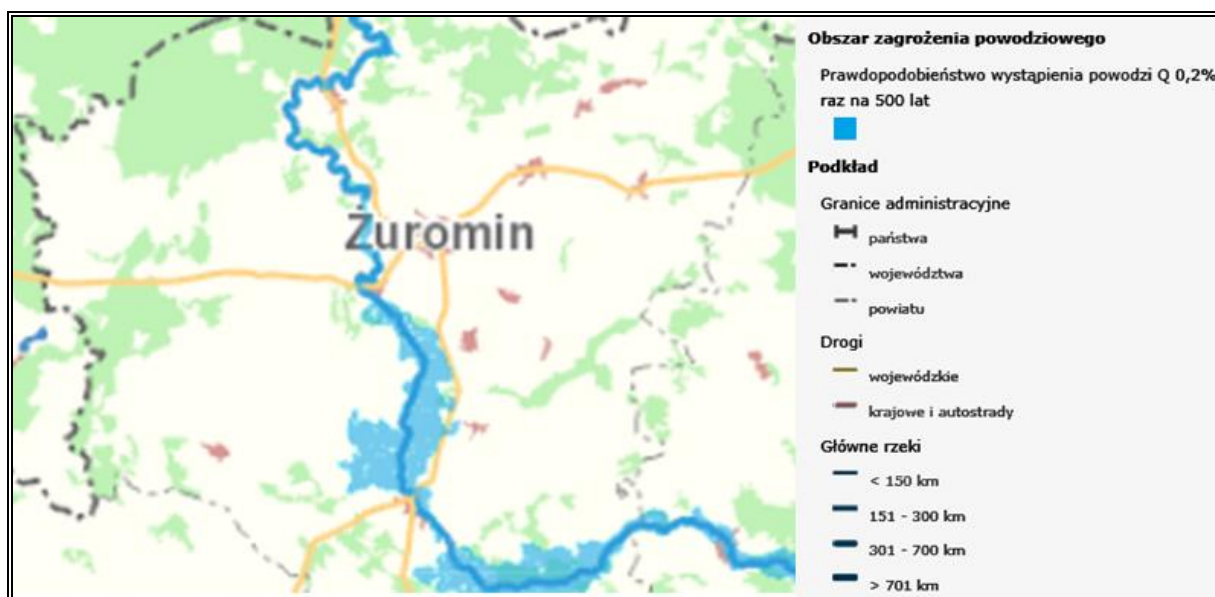 Żuromin
Obszar zagrożenia powodziowego
Prawdopodobieństwo wystąpienia powodzi Q 0,2%
raz na 500 lat
Podkład
Granice administracyjne
państwa
województwa
powiatu
Drogi
wojewódzkie
krajowe i autostrady
Główne rzeki
< 150 km
151 - 300 km
301 - 700 km
> 701 km